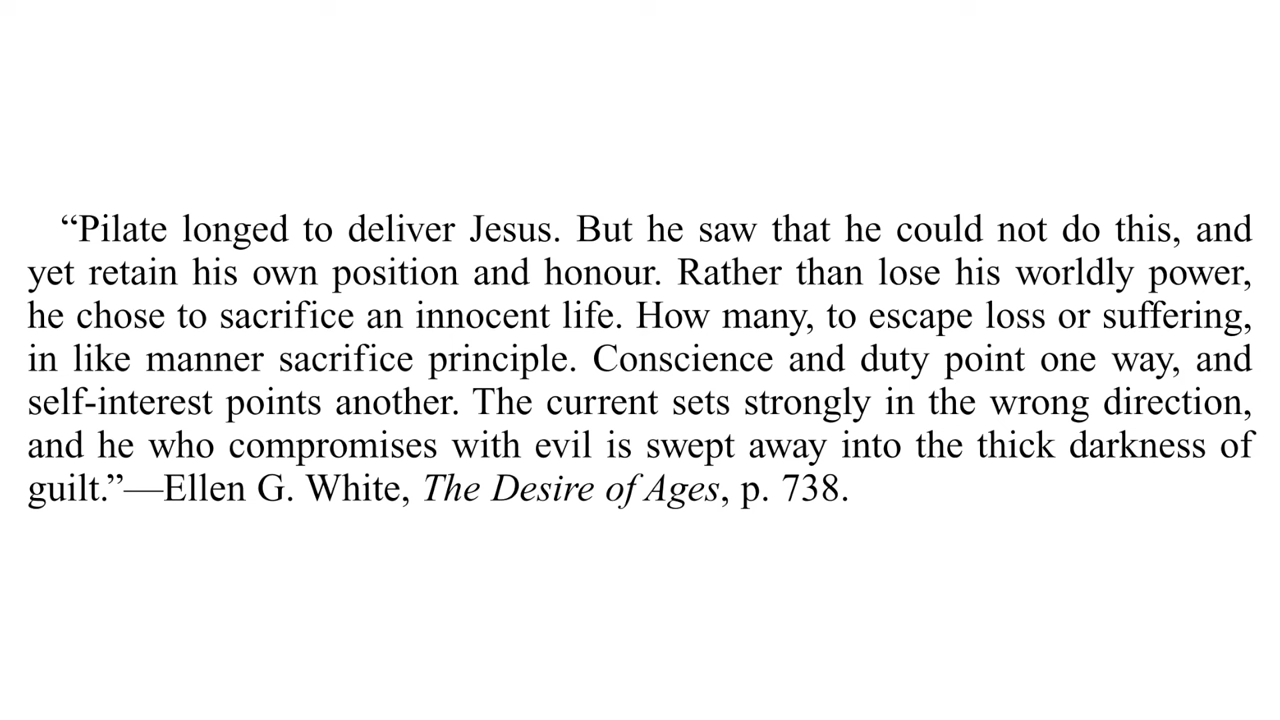 “Pilate longed to deliver Jesus. But he saw that he could not do this, and
yet retain his own position and honour. Rather than lose his worldly power,
he chose to sacrifice an innocent life. How many, to escape loss or suffering,
in like manner sacrifice principle. Conscience and duty point one way, and
self-interest points another. The current sets strongly in the wrong direction,
and he who compromises with evil is swept away into the thick darkness of
guilt.”—Ellen G. White, The Desire of Ages, p. 738.